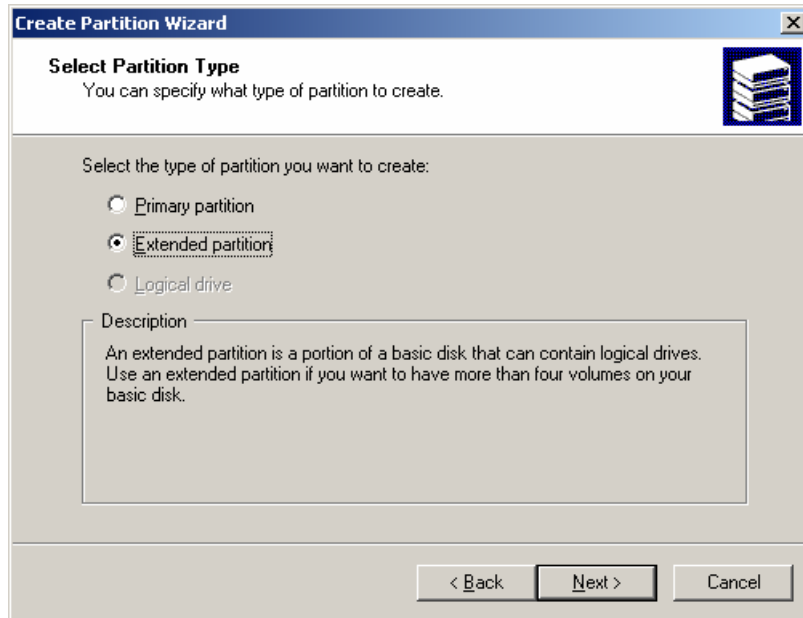 Create Partition Wizard
Select Partition Type
You can specify what type of partition to create.
Select the type of partition you want to create:
Primary partition
Extended partition
Logical drive
Description
An extended partition is a portion of a basic disk that can contain logical drives.
Use an extended partition if you want to have more than four volumes on your
basic disk.
< Back Next > Cancel